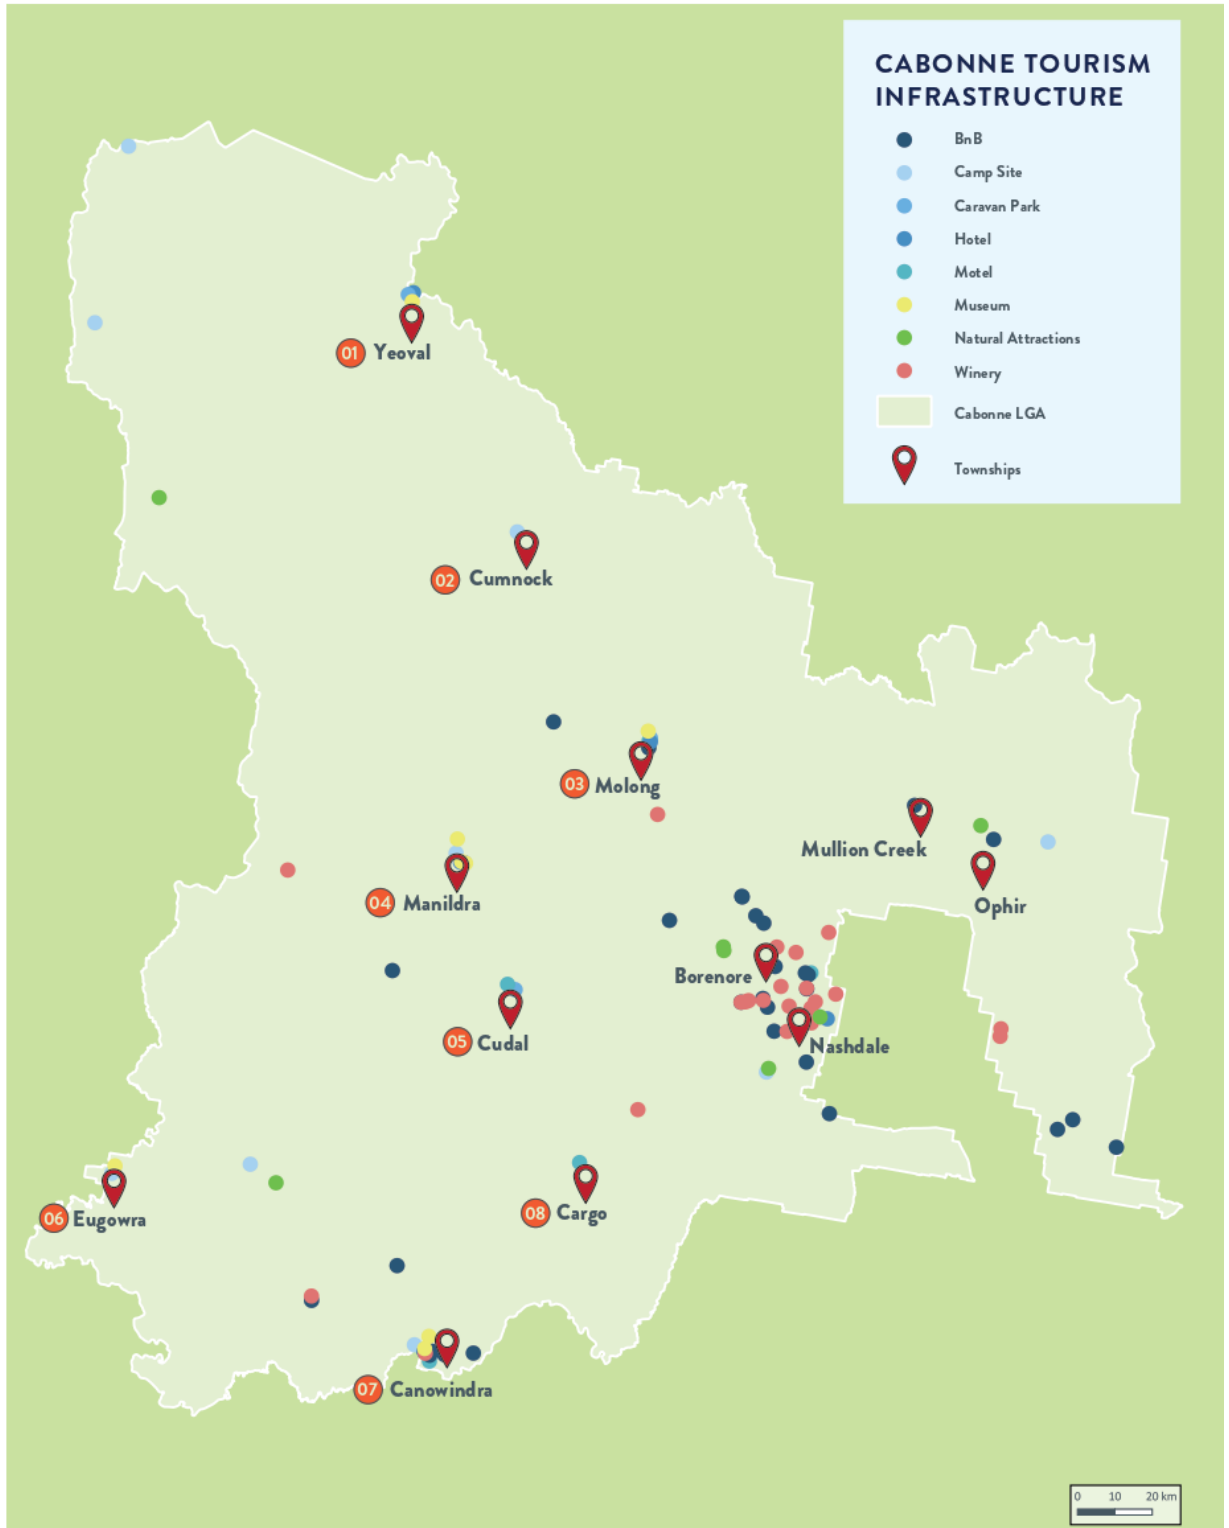 CABONNE TOURISM
INFRASTRUCTURE
BnB
Camp Site
Caravan Park
Hotel
Motel
Museum
Natural Attractions
Winery
Cabonne LGA
Townships
01 Yeoval
02 Cumnock
03 Molong
Mullion Creek
04 Manildra
Ophir
Borenore
05 Cudal
Nashdale
06 Eugowra
08 Cargo
07 Canowindra
0 10 20 km